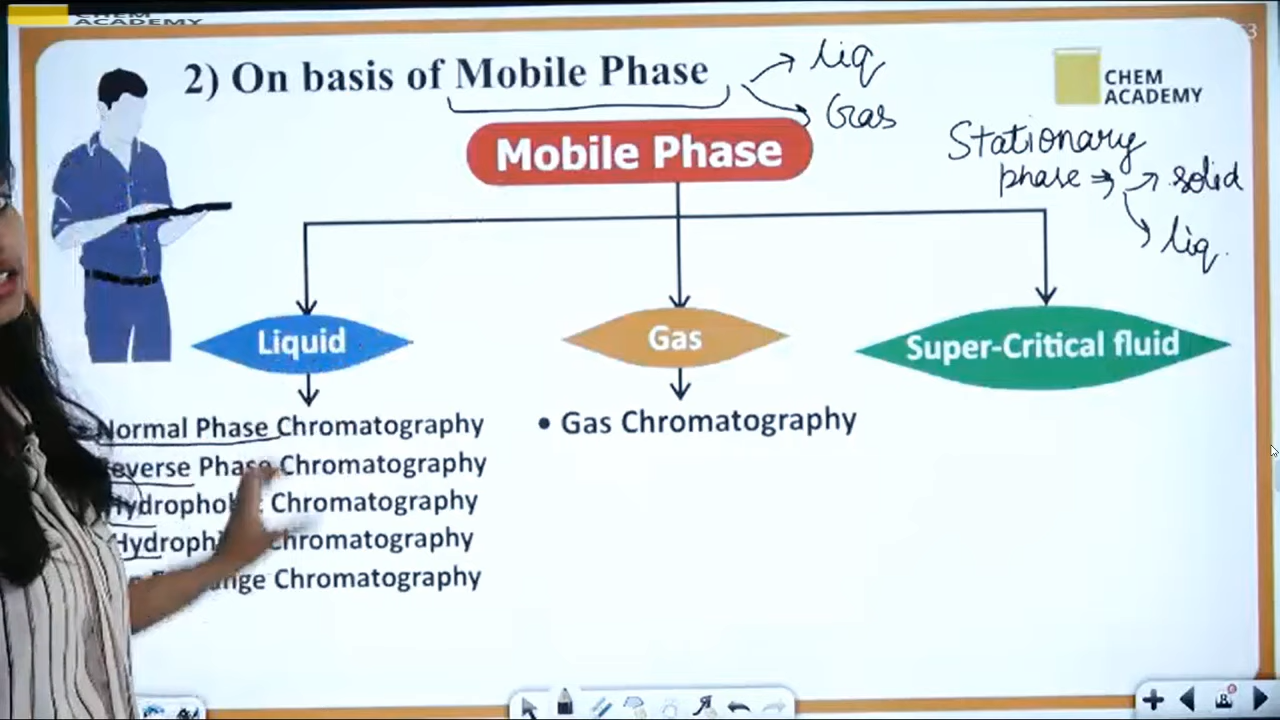 CHEM
ACADEMY
2) On basis of Mobile Phase
liq
Gas
53
CHEM
ACADEMY
Mobile Phase
Stationary
phase → solid
liq.
Liquid
Gas
Super-Critical fluid
Normal Phase Chromatography
Phase Chromatography
Chromatography
Chromatography
Chromatography
• Gas Chromatography